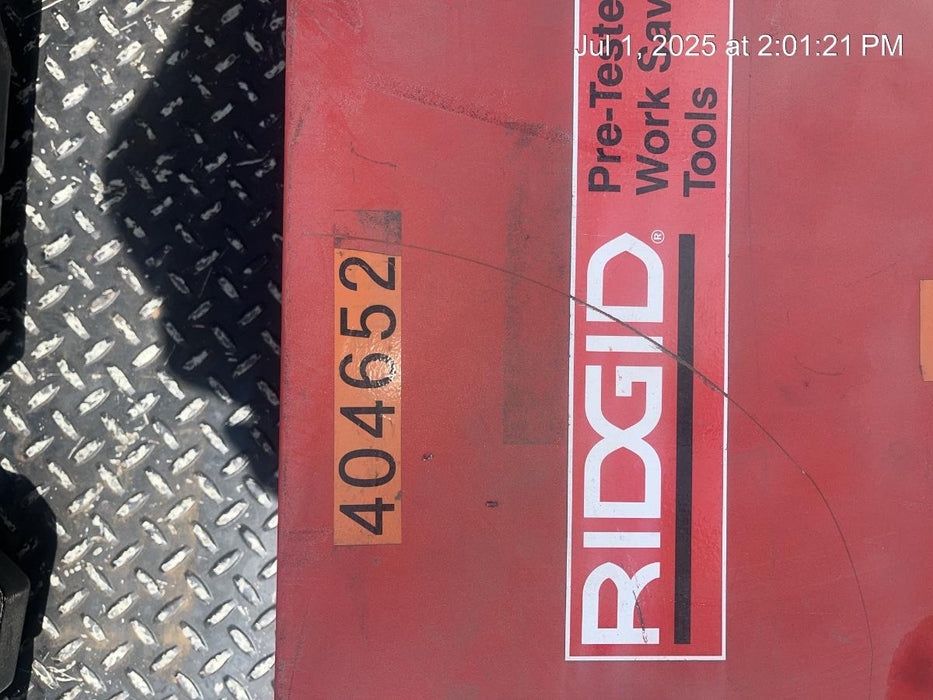 Jul 1, 2025 at 2:01:21 PM
Pre-Teste
Work Sav
Tools
RIDGID®
404652